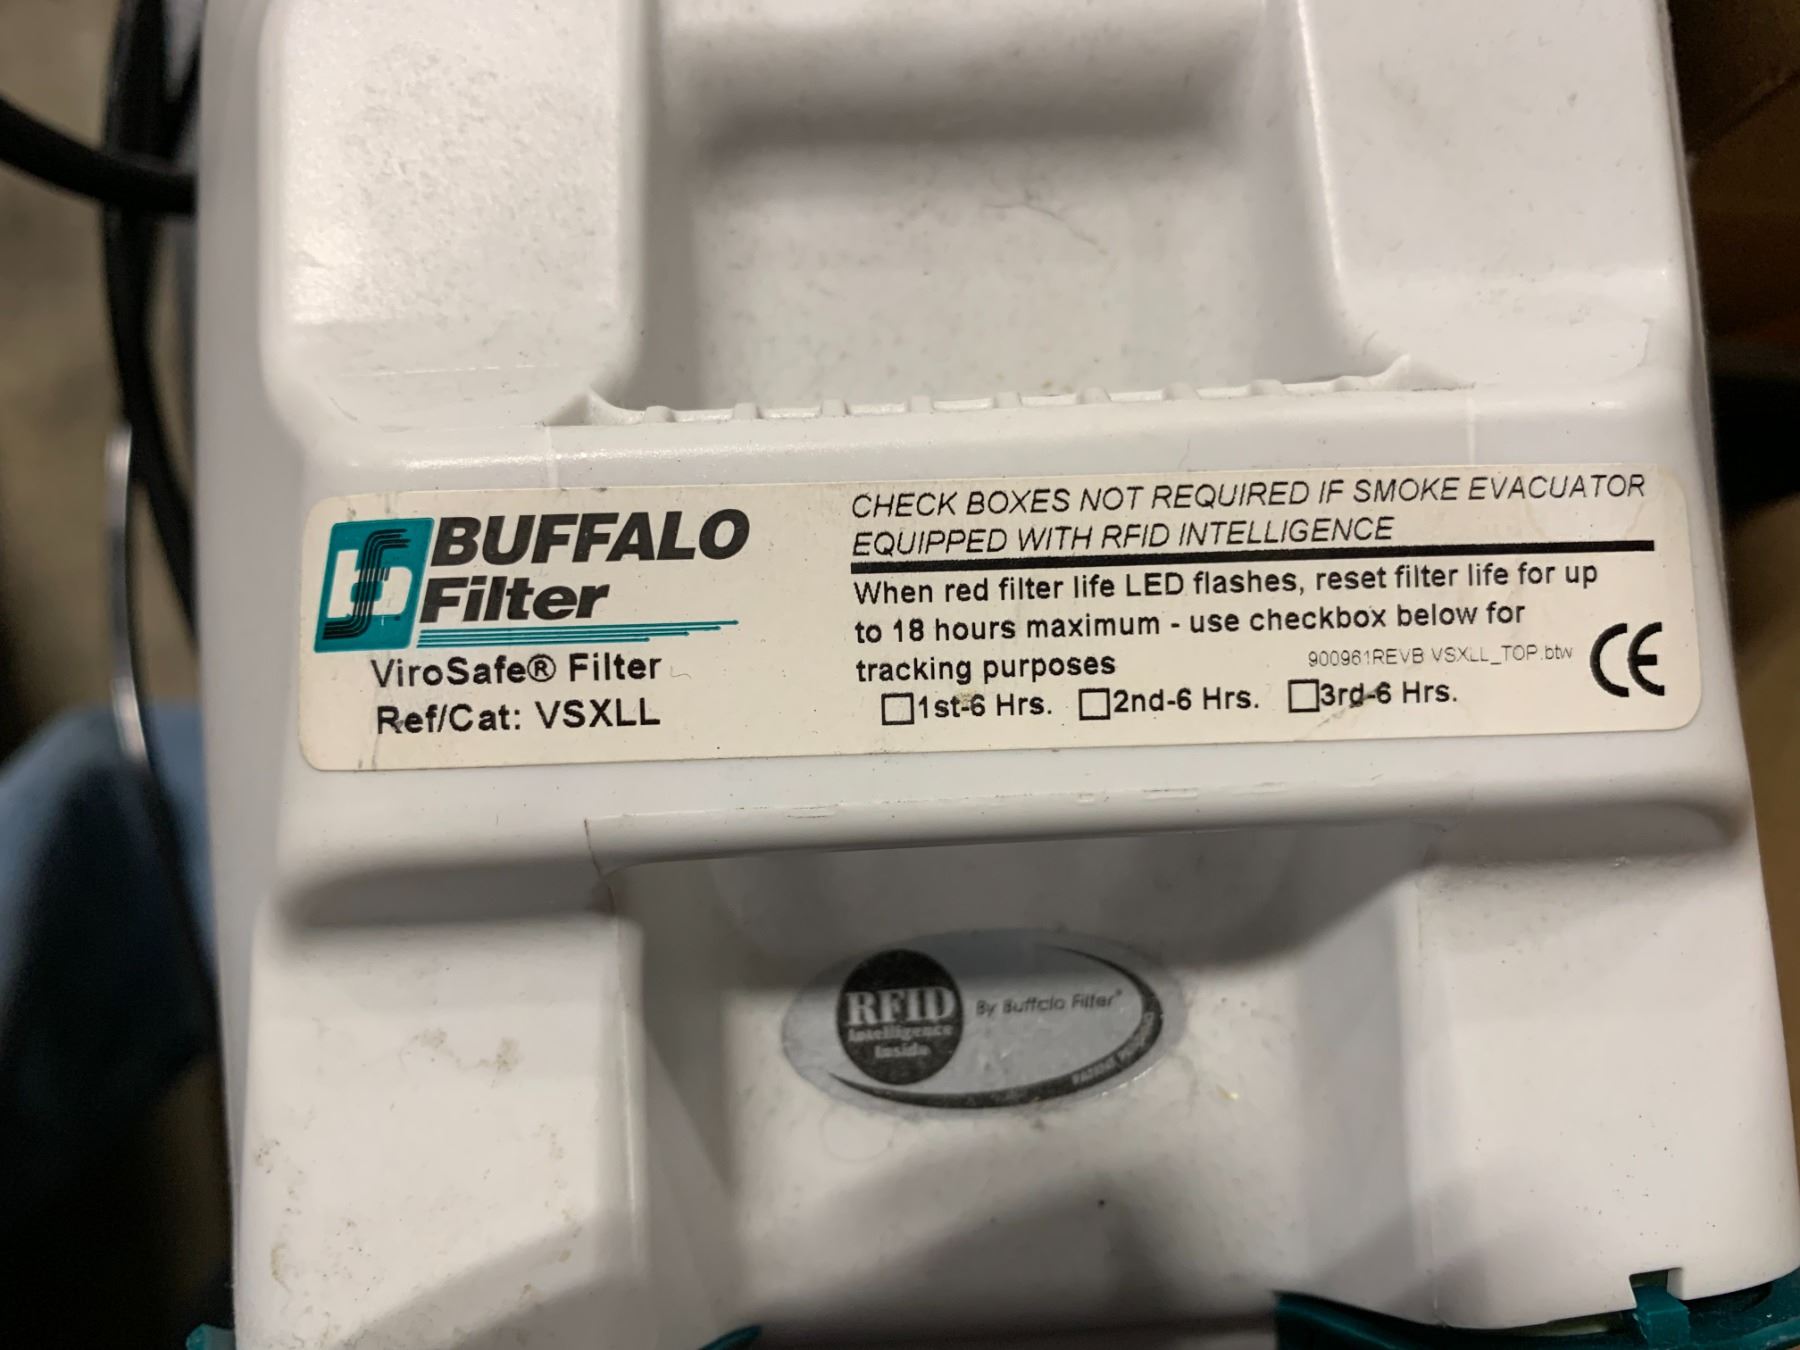 BUFFALO
Filter
ViroSafe® Filter
Ref/Cat: VSXLL
CHECK BOXES NOT REQUIRED IF SMOKE EVACUATOR
EQUIPPED WITH RFID INTELLIGENCE
When red filter life LED flashes, reset filter life for up
to 18 hours maximum - use checkbox below for
tracking purposes
900961REVB VSXLL_TOP.btw
CE
1st-6 Hrs. 2nd-6 Hrs. 3rd-6 Hrs.
RFID
Intelligence
Inside
By Buffalo Filter®